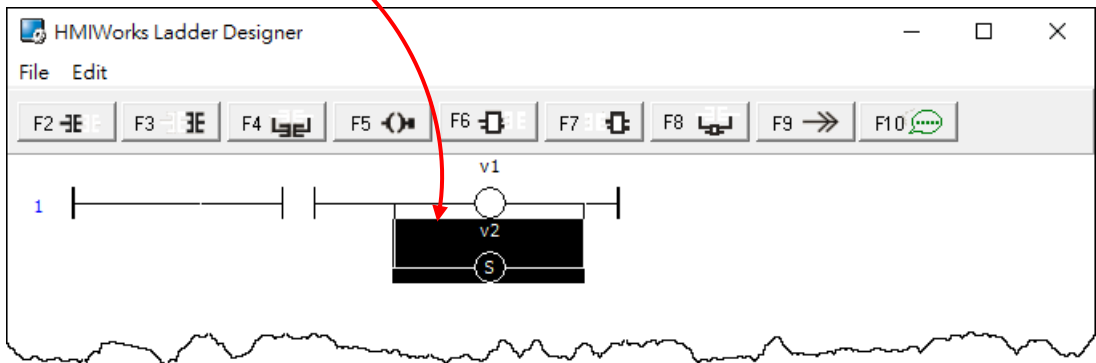 HMIWorks Ladder Designer
File Edit
F2 F3 F4 F5 F6 F7 F8 F9 F10
v1
1
v2
S